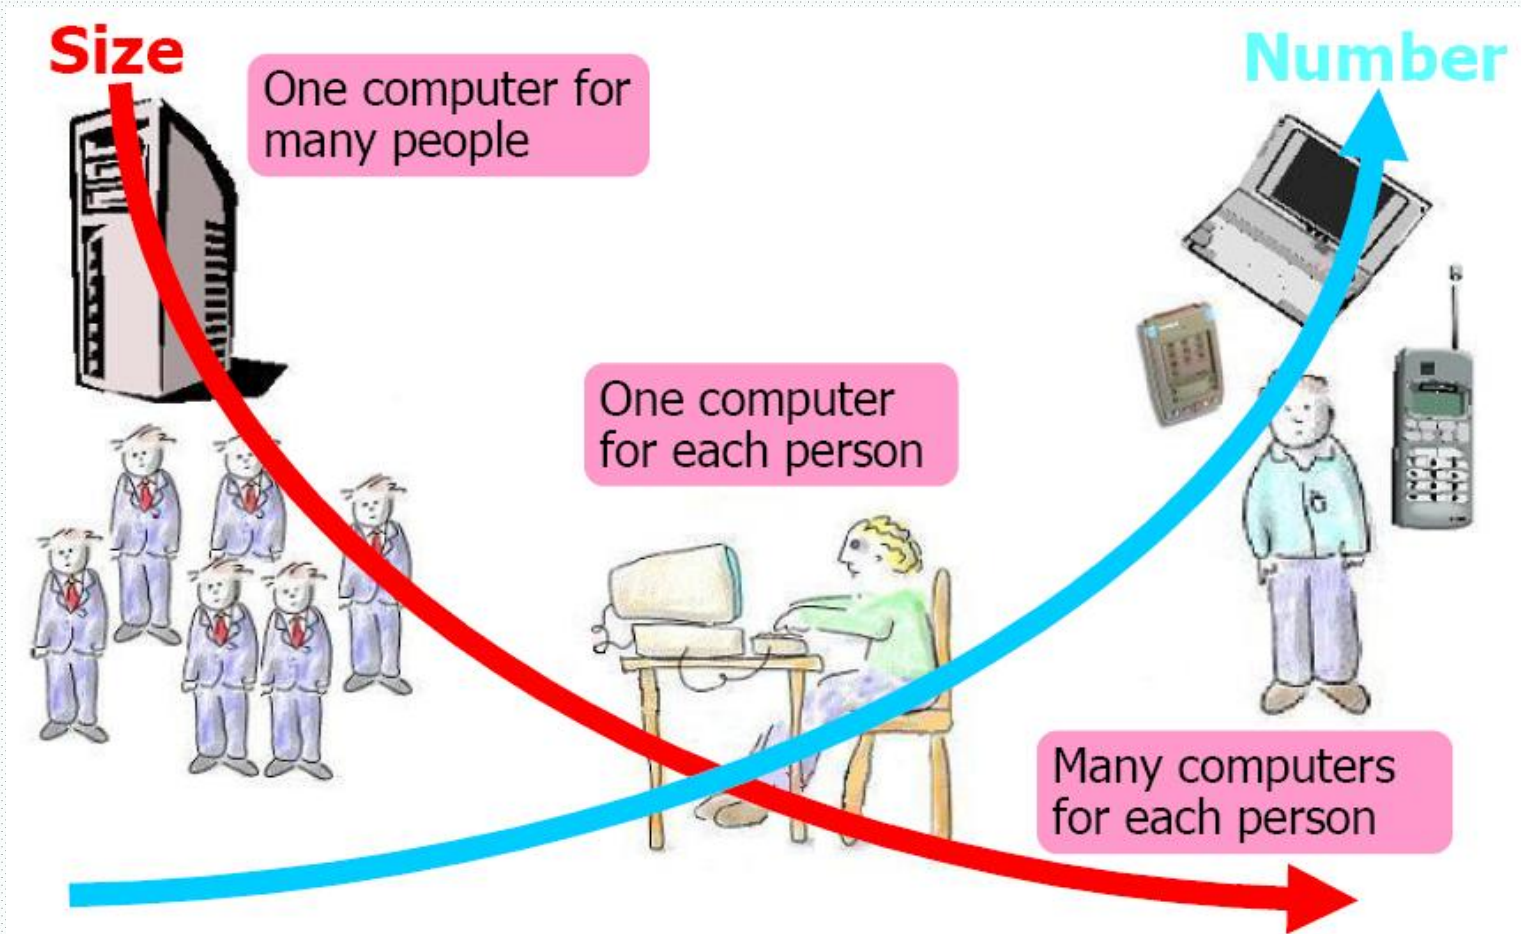 Size
One computer for
many people
Number
One computer
for each person
Many computers
for each person